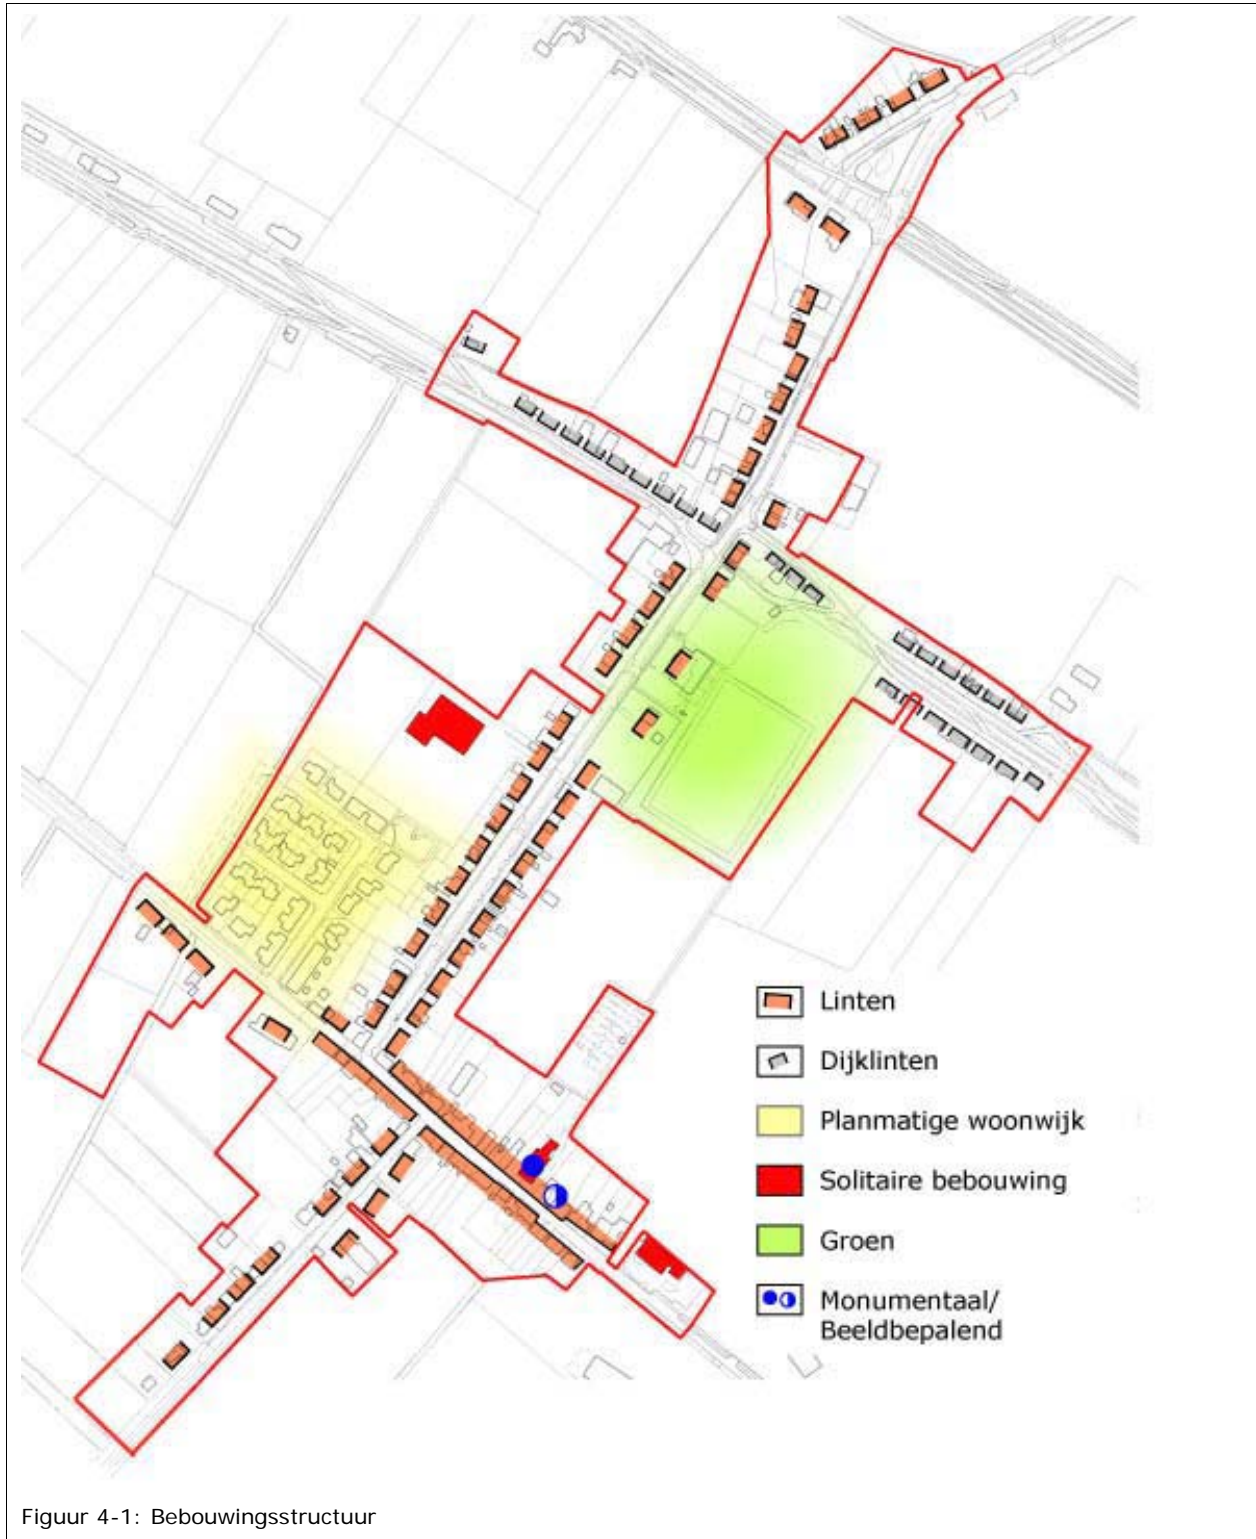 Linten
Dijklinten
Planmatige woonwijk
Solitaire bebouwing
Groen
Monumentaal/
Beeldbepalend
Figuur 4-1: Bebouwingsstructuur